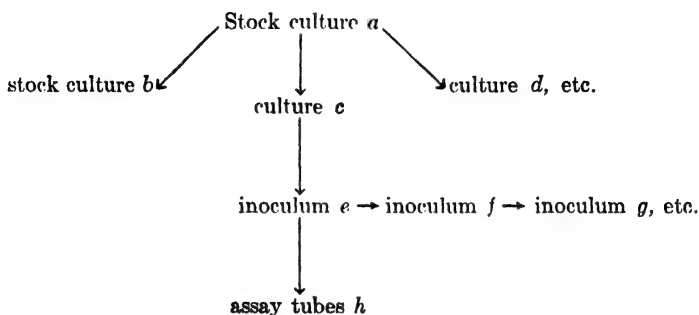 Stock culture a
stock culture b
culture d, etc.
culture c
inoculum e → inoculum f → inoculum g, etc.
assay tubes h